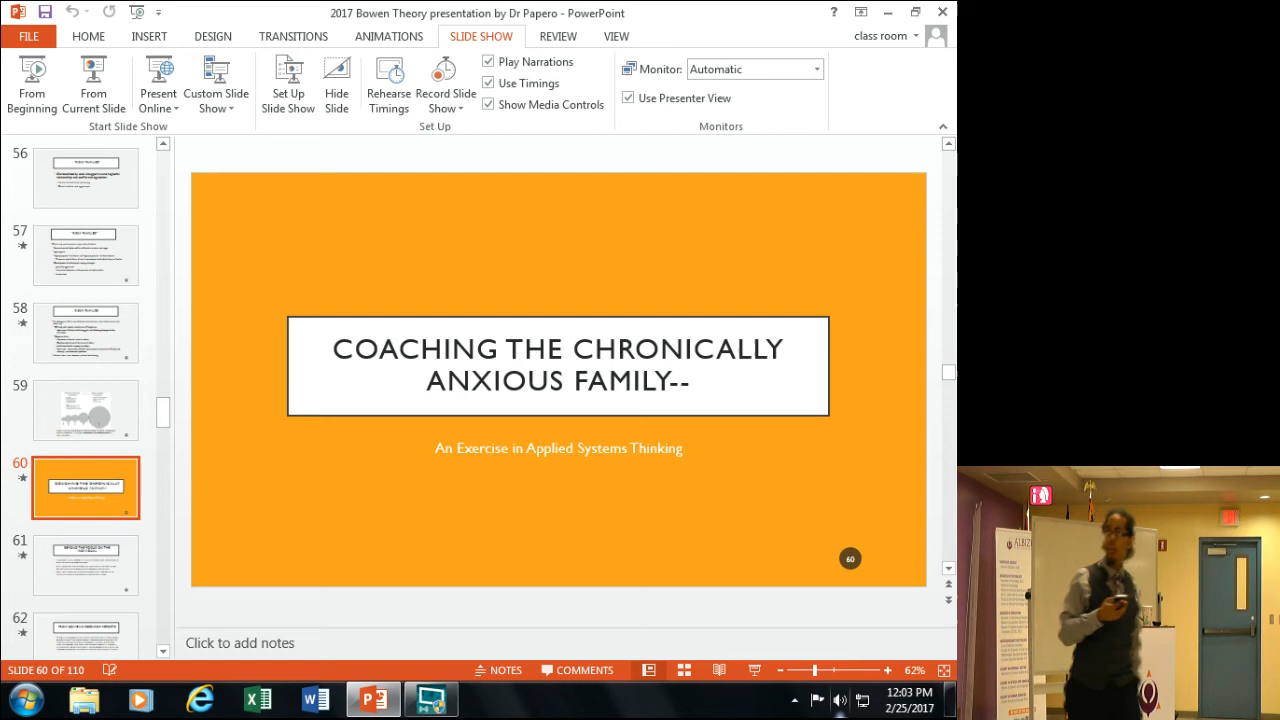 2017 Bowen Theory presentation by Dr Papero - PowerPoint
?
FILE
HOME
INSERT
DESIGN
TRANSITIONS
ANIMATIONS
SLIDE SHOW
REVIEW
VIEW
class room
From
Beginning
From
Current Slide
Present
Online
Custom Slide
Show
Set Up
Slide Show
Hide
Slide
Rehearse
Timings
Record Slide
Show
Play Narrations
Use Timings
Show Media Controls
Monitor:
Automatic
Use Presenter View
Start Slide Show
Set Up
Monitors
56
57
58
59
60
61
62
COACHING THE CHRONICALLY
ANXIOUS FAMILY--
An Exercise in Applied Systems Thinking
60
Click to add notes
SLIDE 60 OF 110
NOTES
COMMENTS
62%
12:03 PM
2/25/2017
ALBIZU